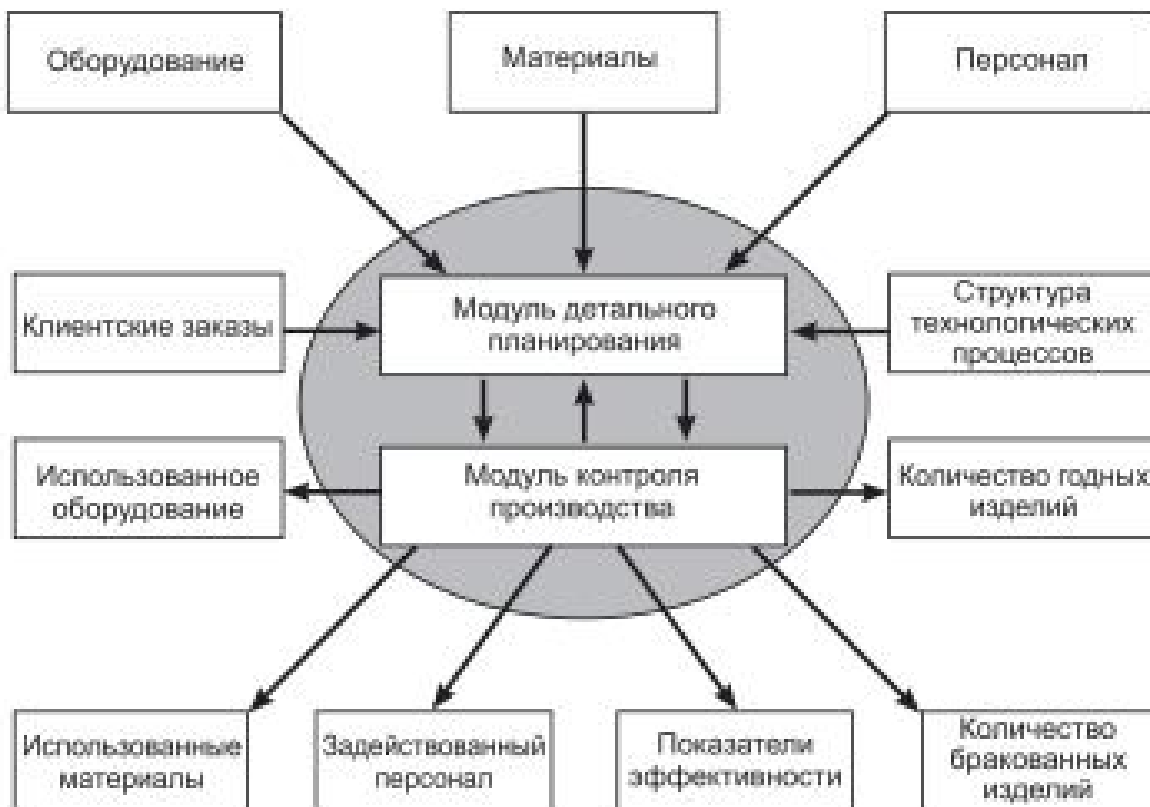 Оборудование
Материалы
Персонал
Клиентские заказы
Модуль детального
планирования
Структура
технологических
процессов
Использованное
оборудование
Модуль контроля
производства
Количество годных
изделий
Использованные
материалы
Задействованный
персонал
Показатели
эффективности
Количество
бракованных
изделий